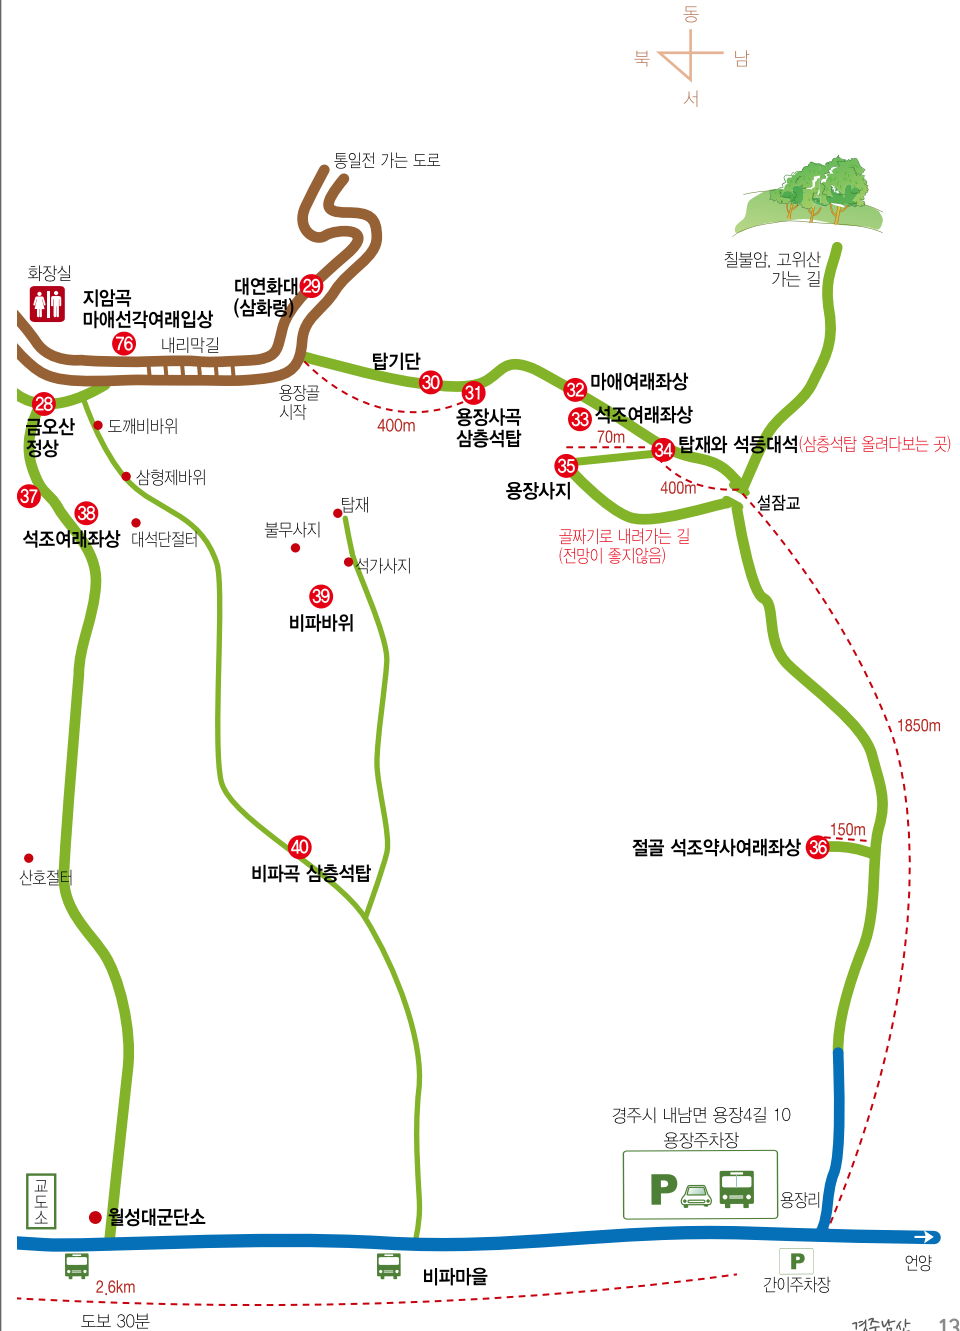 동
북
남
서
통일전 가는 도로
칠불암, 고위산
가는 길
화장실
지암곡
마애선각여래입상
76
대연화대
(삼화령)
29
내리막길
탑기단
30
용장골
시작
400m
31
용장사곡
삼층석탑
32
마애여래좌상
33
석조여래좌상
70m
34
탑재와 석등대석(삼층석탑 올려다보는 곳)
35
용장사지
400m
설잠교
골짜기로 내려가는 길
(전망이 좋지않음)
28
금오산
정상
도깨비바위
삼형제바위
37
38
석조여래좌상
대석단절터
탑재
불무사지
석가사지
39
비파바위
1850m
150m
절골 석조약사여래좌상
36
40
비파곡 삼층석탑
산호절터
경주시 내남면 용장4길 10
용장주차장
P
용장리
교
도
소
월성대군단소
비파마을
2.6km
도보 30분
P
간이주차장
언양
경주남산
13